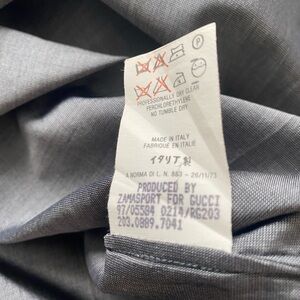 P
PROFESSIONALLY DRY CLEAN
PERCHLORETHYLENE
NO TUMBLE DRY
MADE IN ITALY
FABRIQUÉ EN ITALIE
イタリア製
A NORMA DI L. N. 883 - 26/11/73
PRODUCED BY
ZAMASPORT FOR GUCCI
97/05584 0214/RG203
203.0889.7041